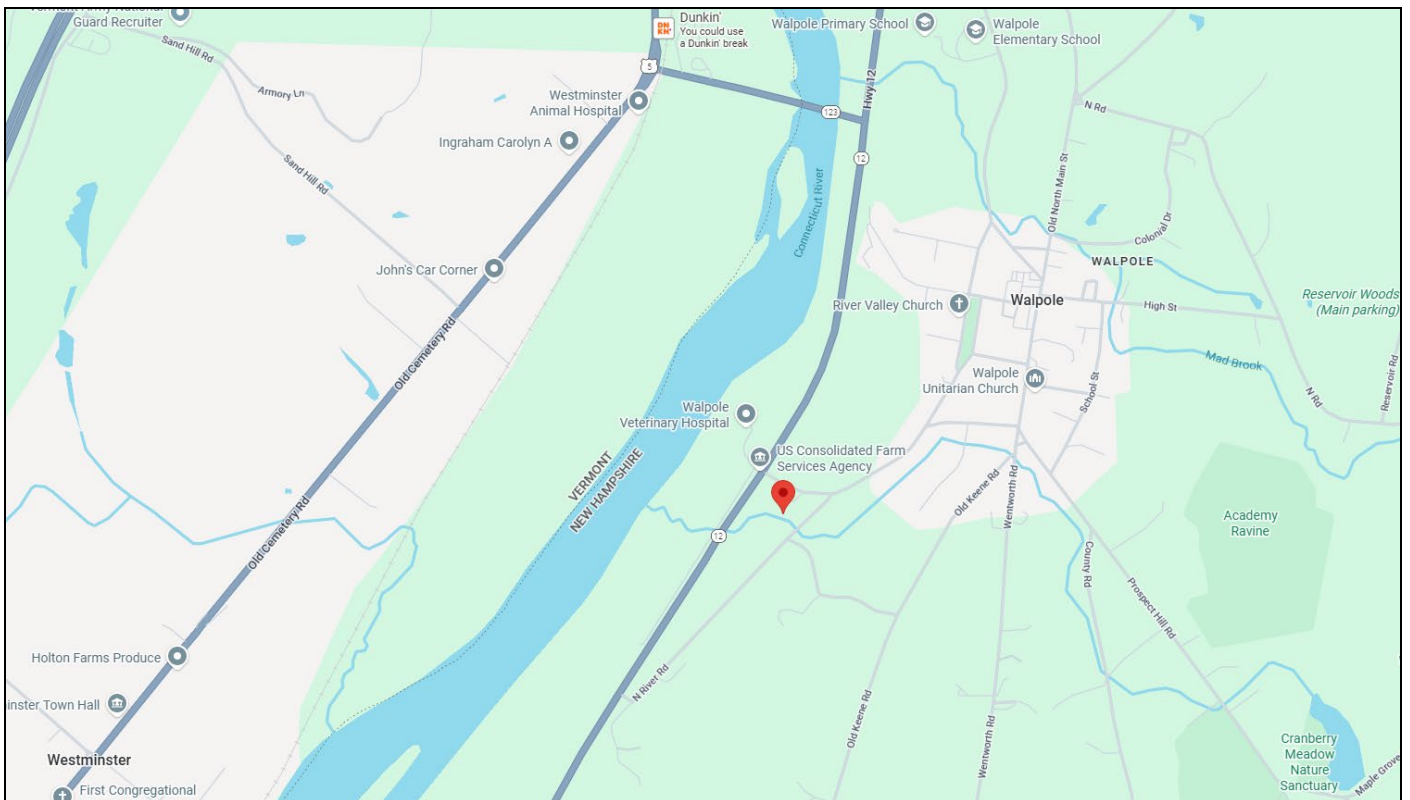 Guard Recruiter
Sand Hill Rd
Armory Ln
Sand Hill Rd
Dunkin'
You could use
a Dunkin' break
DN
KN'
5
Westminster
Animal Hospital
Ingraham Carolyn A
123
Hwy 12
12
Walpole Primary School
Walpole
Elementary School
N Rd
Old North Main St
Colonial Dr
WALPOLE
Connecticut River
John's Car Corner
Old Cemetery Rd
River Valley Church
Walpole
High St
Reservoir Woods
(Main parking)
Mad Brook
Walpole
Unitarian Church
School St
N Rd
Reservoir Rd
Walpole
Veterinary Hospital
US Consolidated Farm
Services Agency
VERMONT
NEW HAMPSHIRE
12
Old Keene Rd
Wentworth Rd
Academy
Ravine
Old Cemetery Rd
County Rd
Prospect Hill Rd
Holton Farms Produce
inster Town Hall
Westminster
First Congregational
N River Rd
Old Keene Rd
Wentworth Rd
Cranberry
Meadow
Nature
Sanctuary
Maple Grove